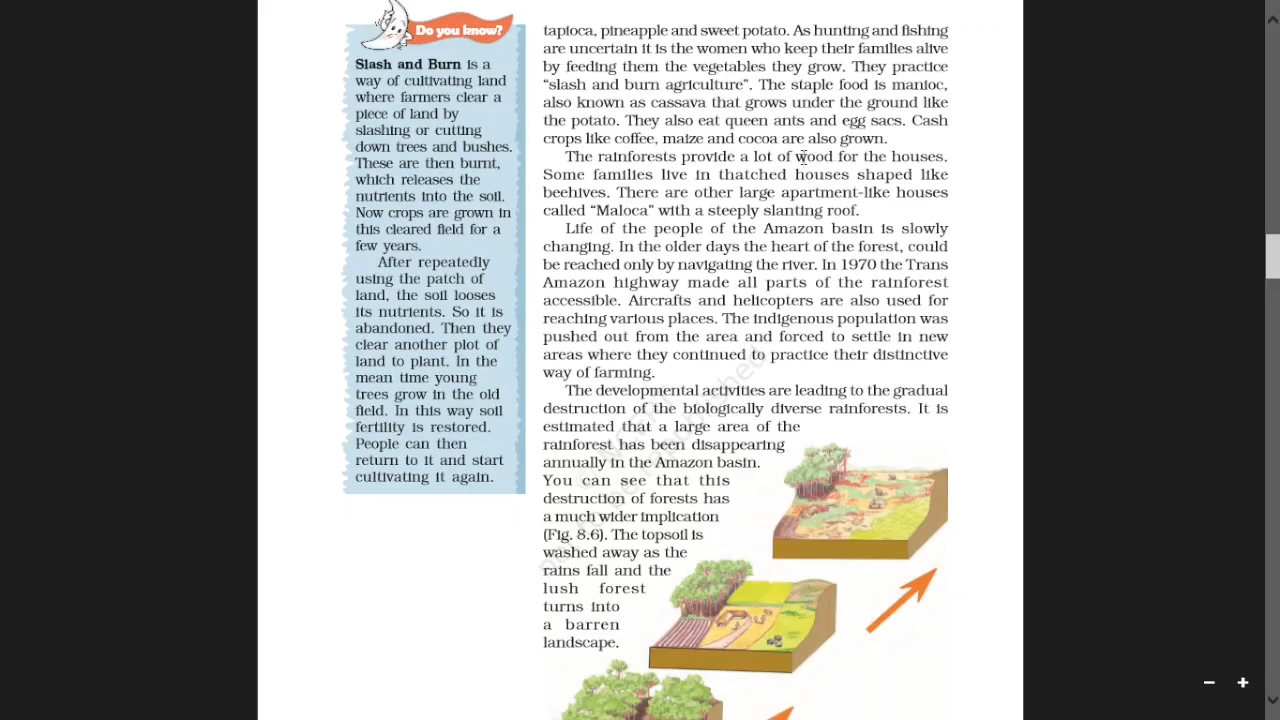 Do you know?
Slash and Burn is a
way of cultivating land
where farmers clear a
piece of land by
slashing or cutting
down trees and bushes.
These are then burnt,
which releases the
nutrients into the soil.
Now crops are grown in
this cleared field for a
few years.
After repeatedly
using the patch of
land, the soil looses
its nutrients. So it is
abandoned. Then they
clear another plot of
land to plant. In the
mean time young
trees grow in the old
field. In this way soil
fertility is restored.
People can then
return to it and start
cultivating it again.
tapioca, pineapple and sweet potato. As hunting and fishing
are uncertain it is the women who keep their families alive
by feeding them the vegetables they grow. They practice
“slash and burn agriculture”. The staple food is manioc,
also known as cassava that grows under the ground like
the potato. They also eat queen ants and egg sacs. Cash
crops like coffee, maize and cocoa are also grown.
The rainforests provide a lot of wood for the houses.
Some families live in thatched houses shaped like
beehives. There are other large apartment-like houses
called “Maloca” with a steeply slanting roof.
Life of the people of the Amazon basin is slowly
changing. In the older days the heart of the forest, could
be reached only by navigating the river. In 1970 the Trans
Amazon highway made all parts of the rainforest
accessible. Aircrafts and helicopters are also used for
reaching various places. The indigenous population was
pushed out from the area and forced to settle in new
areas where they continued to practice their distinctive
way of farming.
The developmental activities are leading to the gradual
destruction of the biologically diverse rainforests. It is
estimated that a large area of the
rainforest has been disappearing
annually in the Amazon basin.
You can see that this
destruction of forests has
a much wider implication
(Fig. 8.6). The topsoil is
washed away as the
rains fall and the
lush forest
turns into
a barren
landscape.